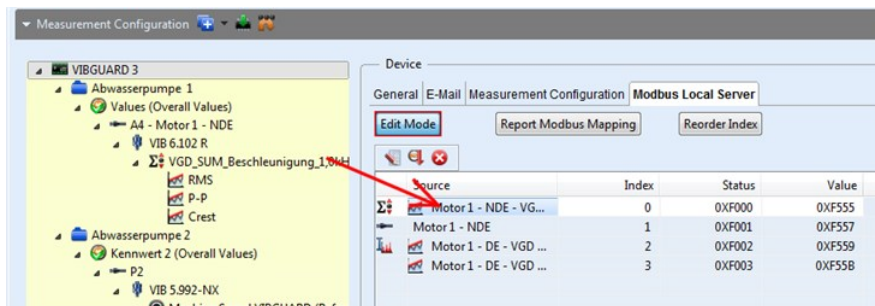 Measurement Configuration
VIBGUARD 3
Abwasserpumpe 1
Values (Overall Values)
A4 - Motor 1 - NDE
VIB 6.102 R
VGD_SUM_Beschleunigung_1,0kH
RMS
P-P
Crest
Abwasserpumpe 2
Kennwert 2 (Overall Values)
P2
VIB 5.992-NX
Device
General E-Mail Measurement Configuration Modbus Local Server
Edit Mode Report Modbus Mapping Reorder Index
Source Index Status Value
Motor 1 - NDE - VG... 0 0XF000 0XF555
Motor 1 - NDE 1 0XF001 0XF557
Motor 1 - DE - VGD ... 2 0XF002 0XF559
Motor 1 - DE - VGD ... 3 0XF003 0XF55B